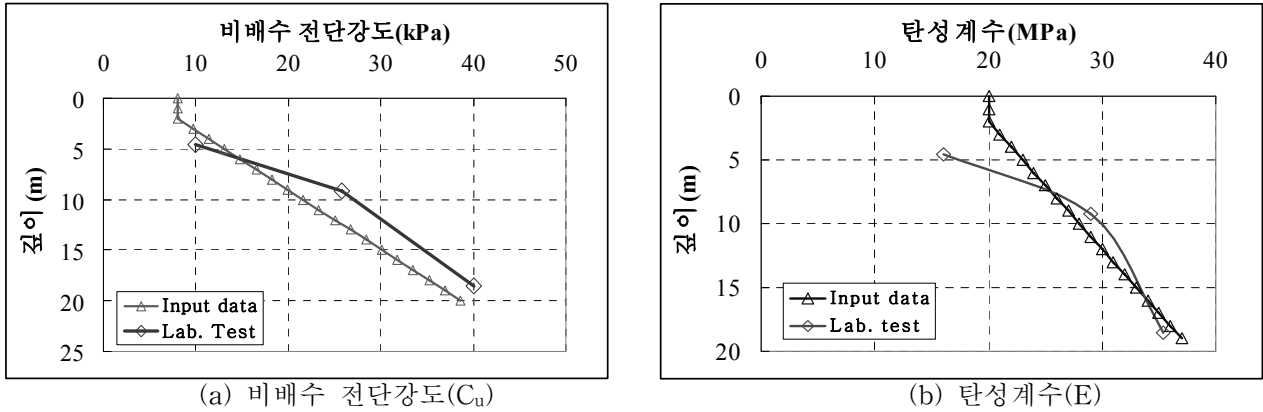 비배수 전단강도(kPa)
0 10 20 30 40 50
0
5
10
15
20
25
깊이(m)
Input data
Lab. Test
(a) 비배수 전단강도(Cu)
탄성계수(MPa)
0 10 20 30 40
0
5
10
15
20
깊이(m)
Input data
Lab. test
(b) 탄성계수(E)